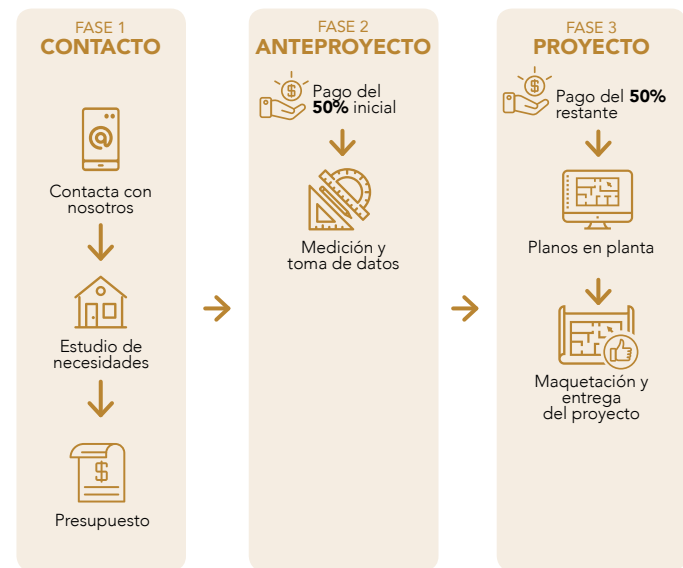 FASE 1
CONTACTO
Contacta con
nosotros
Estudio de
necesidades
$
Presupuesto
FASE 2
ANTEPROYECTO
$
Pago del
50% inicial
Medición y
toma de datos
FASE 3
PROYECTO
$
Pago del 50%
restante
Planos en planta
Maquetación y
entrega
del proyecto